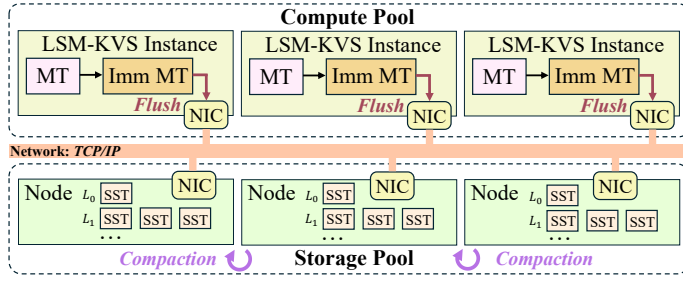 Compute Pool
LSM-KVS Instance LSM-KVS Instance LSM-KVS Instance
MT Imm MT MT Imm MT MT Imm MT
Flush Flush Flush
NIC NIC NIC
Network: TCP/IP
NIC NIC NIC
Node L0 SST Node L0 SST Node L0 SST
L1 SST SST SST L1 SST SST SST L1 SST SST SST
... ... ...
Compaction Storage Pool Compaction